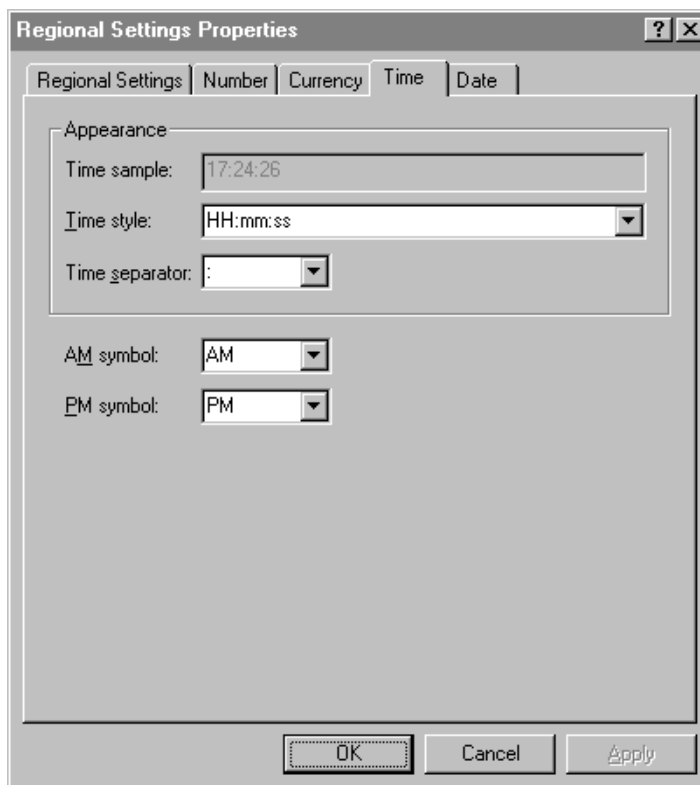 Regional Settings Properties ?
Regional Settings Number Currency Time Date
Appearance
Time sample: 17:24:26
Time style: HH:mm:ss
Time separator: :
AM symbol: AM
PM symbol: PM
OK Cancel Apply